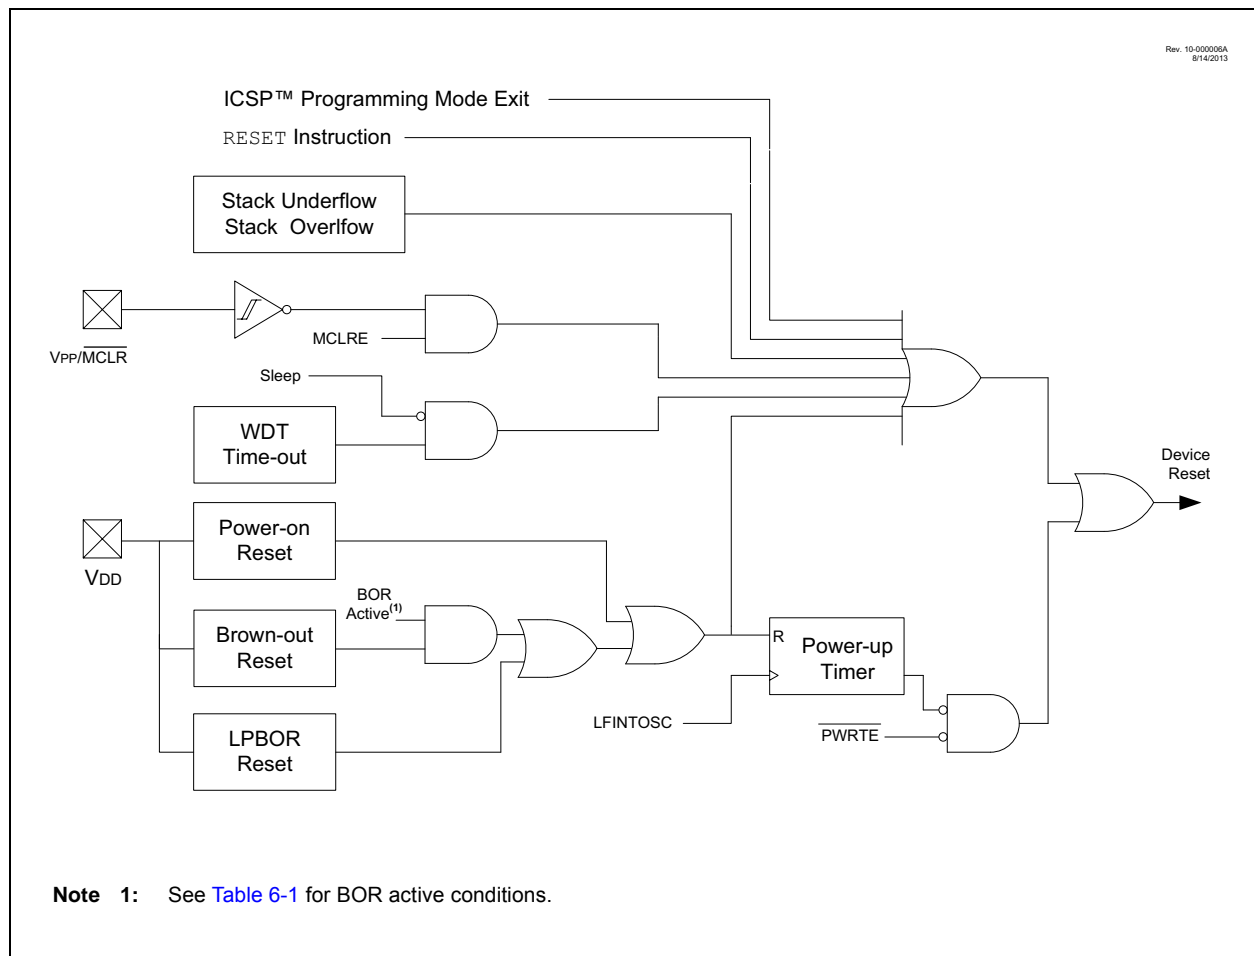 Rev. 10-000006A
8/14/2013
ICSP™ Programming Mode Exit
RESET Instruction
Stack Underflow
Stack Overlfow
VPP/MCLR
MCLRE
Sleep
WDT
Time-out
Device
Reset
Power-on
Reset
VDD
BOR
Active(1)
Brown-out
Reset
R
Power-up
Timer
LFINTOSC
PWRTE
LPBOR
Reset
Note 1: See Table 6-1 for BOR active conditions.